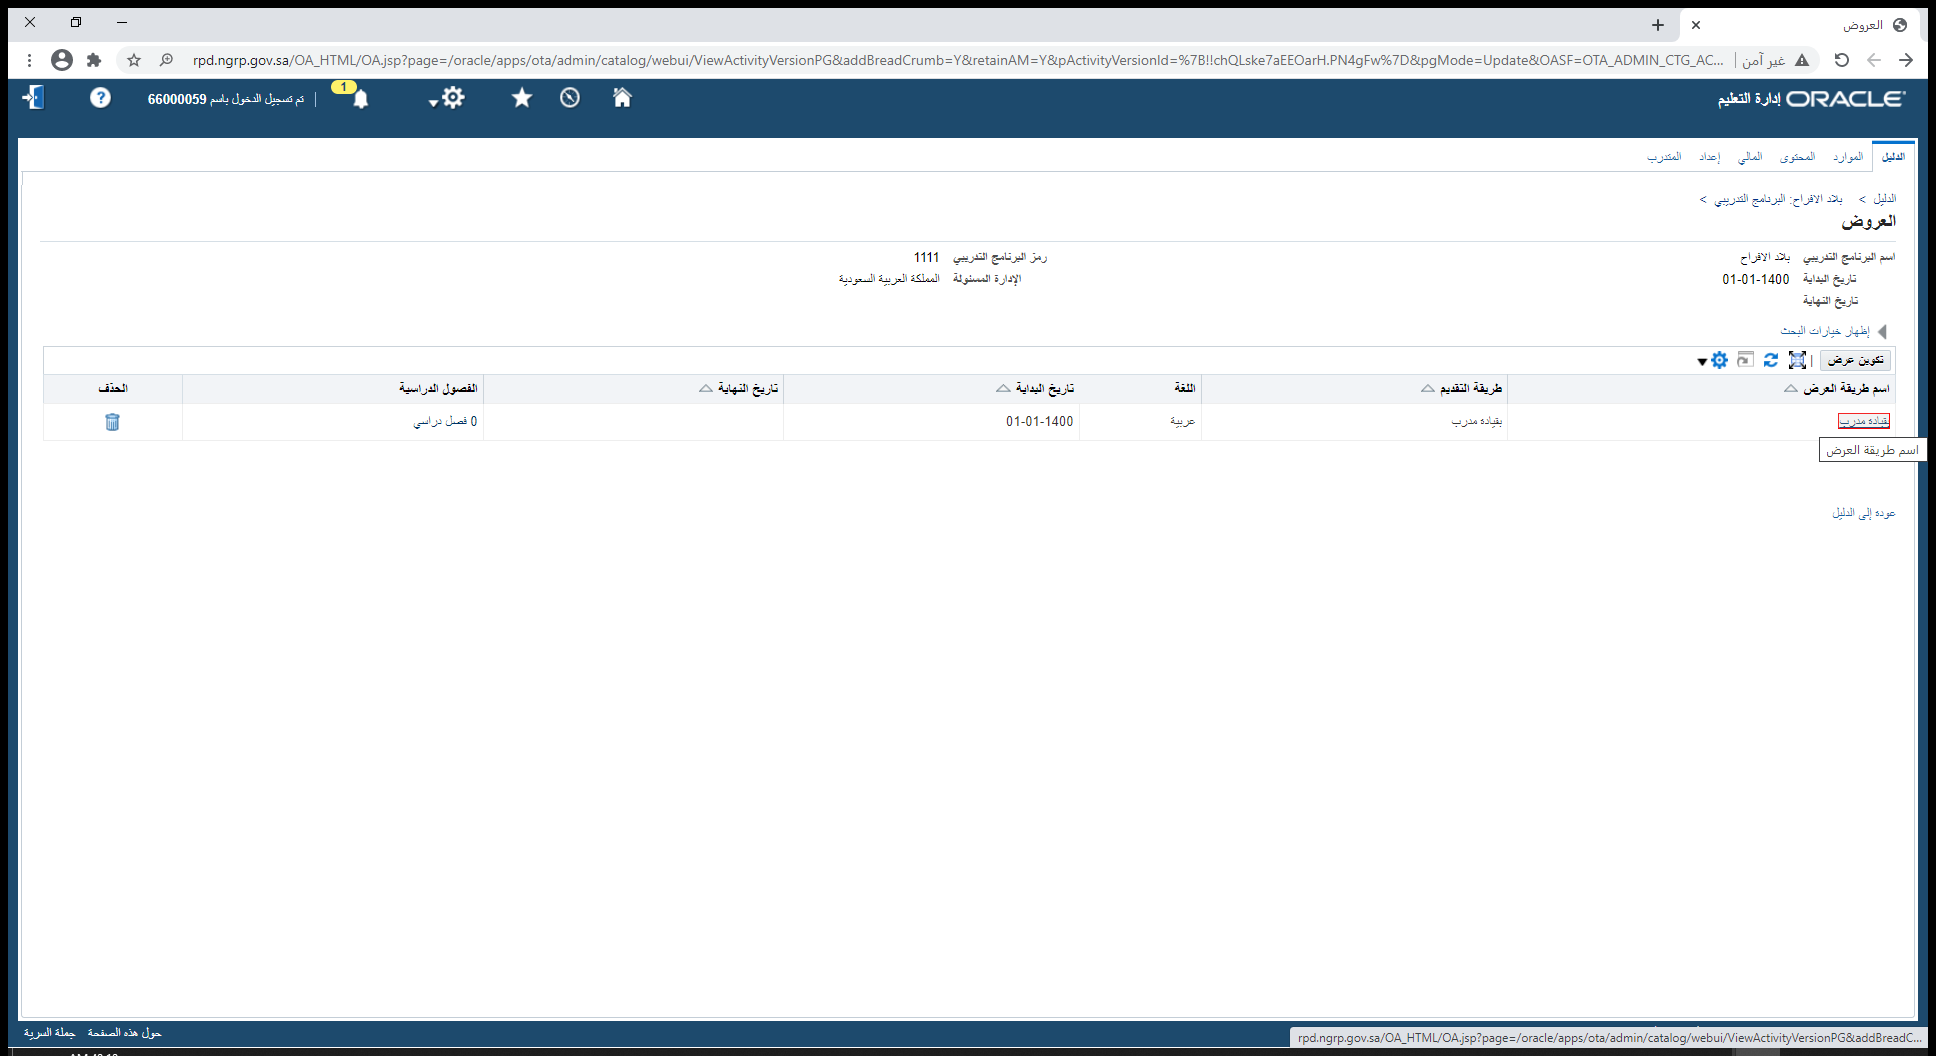 العروض
rpd.ngrp.gov.sa/OA_HTML/OA.jsp?page=/oracle/apps/ota/admin/catalog/webui/ViewActivityVersionPG&addBreadCrumb=Y&retainAM=Y&pActivityVersionId=%7B!!chQLske7aEEOarH.PN4gFw%7D&pgMode=Update&OASF=OTA_ADMIN_CTG_AC... غير آمن
ORACLE إدارة التعليم
1
تم تسجيل الدخول باسم 66000059
الدليل الموارد المحتوى المالي إعداد المتدرب
الدليل > بلاد الافراح: البرنامج التدريبي >
العروض
اسم البرنامج التدريبي بلاد الافراح رمز البرنامج التدريبي 1111
تاريخ البداية 01-01-1400 الإدارة المسئولة المملكة العربية السعودية
تاريخ النهاية
إظهار خيارات البحث
تكوين عرض
اسم طريقة العرض طريقة التقديم اللغة تاريخ البداية تاريخ النهاية الفصول الدراسية الحذف
بقيادة مدرب بقيادة مدرب عربية 01-01-1400 0 فصل دراسي
اسم طريقة العرض
عودة إلى الدليل
حول هذه الصفحة جملة السرية
rpd.ngrp.gov.sa/OA_HTML/OA.jsp?page=/oracle/apps/ota/admin/catalog/webui/ViewActivityVersionPG&addBreadC...